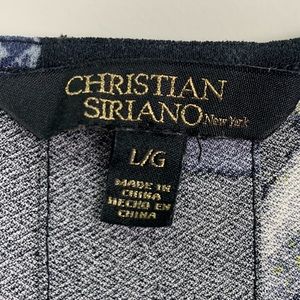 CHRISTIAN
SIRIANO New York
L/G
MADE IN
CHINA
HECHO EN
CHINA